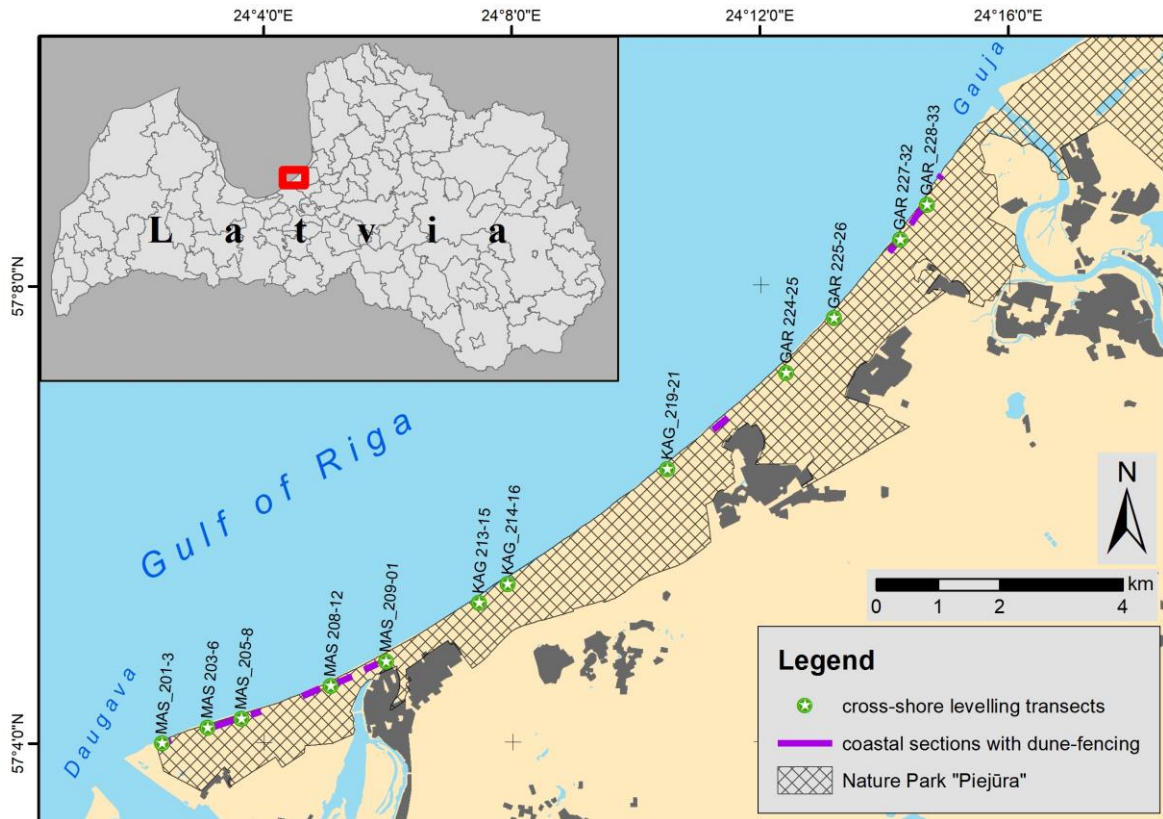 24°4'0"E
24°8'0"E
24°12'0"E
24°16'0"E
57°8'0"N
57°4'0"N
L a t v i a
Gulf of Riga
Daugava
Gauja
MAS_201-3
MAS 203-6
MAS_205-8
MAS 208-12
MAS_209-01
KAG 213-15
KAG_214-16
KAG_219-21
GAR 224-25
GAR 225-26
GAR 227-32
GAR_228-33
N
km
0 1 2 4
Legend
cross-shore levelling transects
coastal sections with dune-fencing
Nature Park "Piejūra"